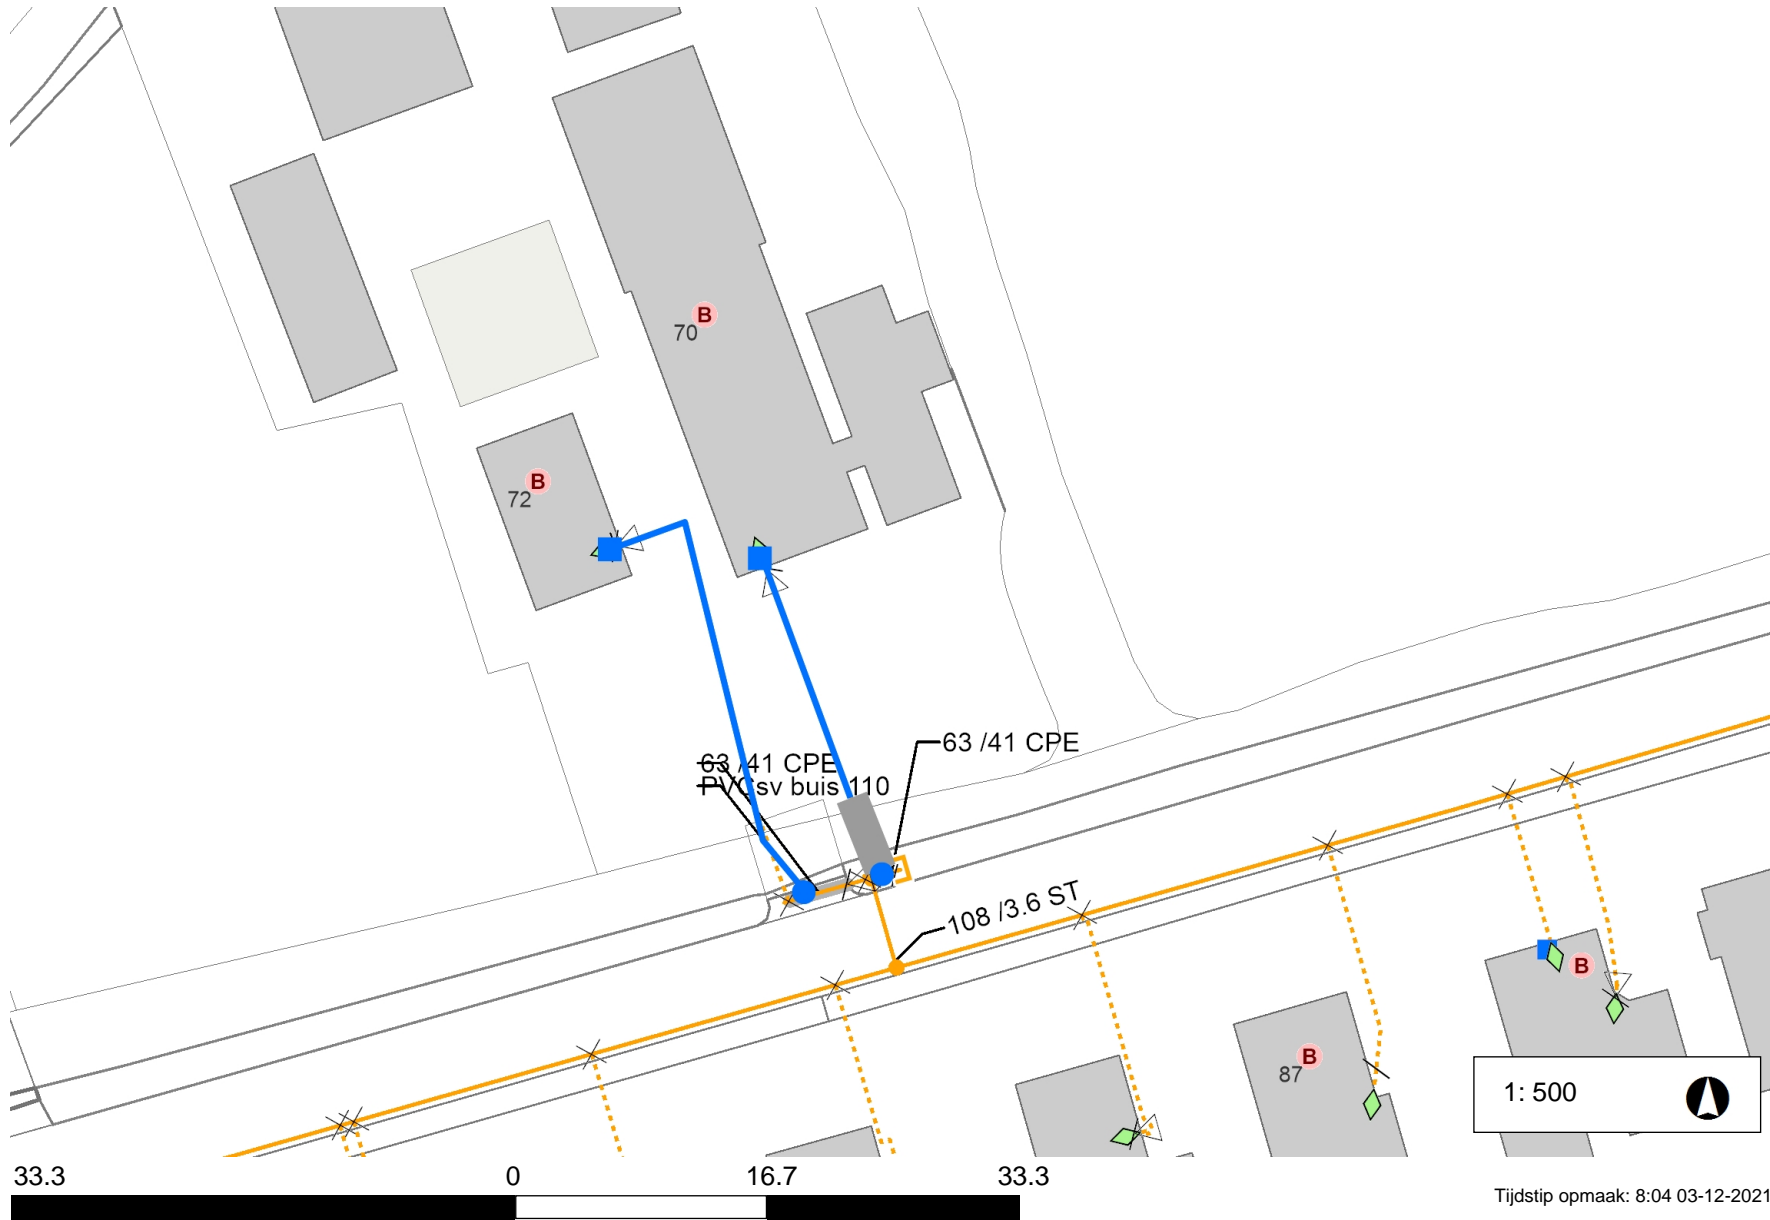 B
70
B
72
63 /41 CPE
63 /41 CPE
PVCsv buis 110
108 /3.6 ST
B
B
87
1: 500
33.3 0 16.7 33.3
Tijdstip opmaak: 8:04 03-12-2021